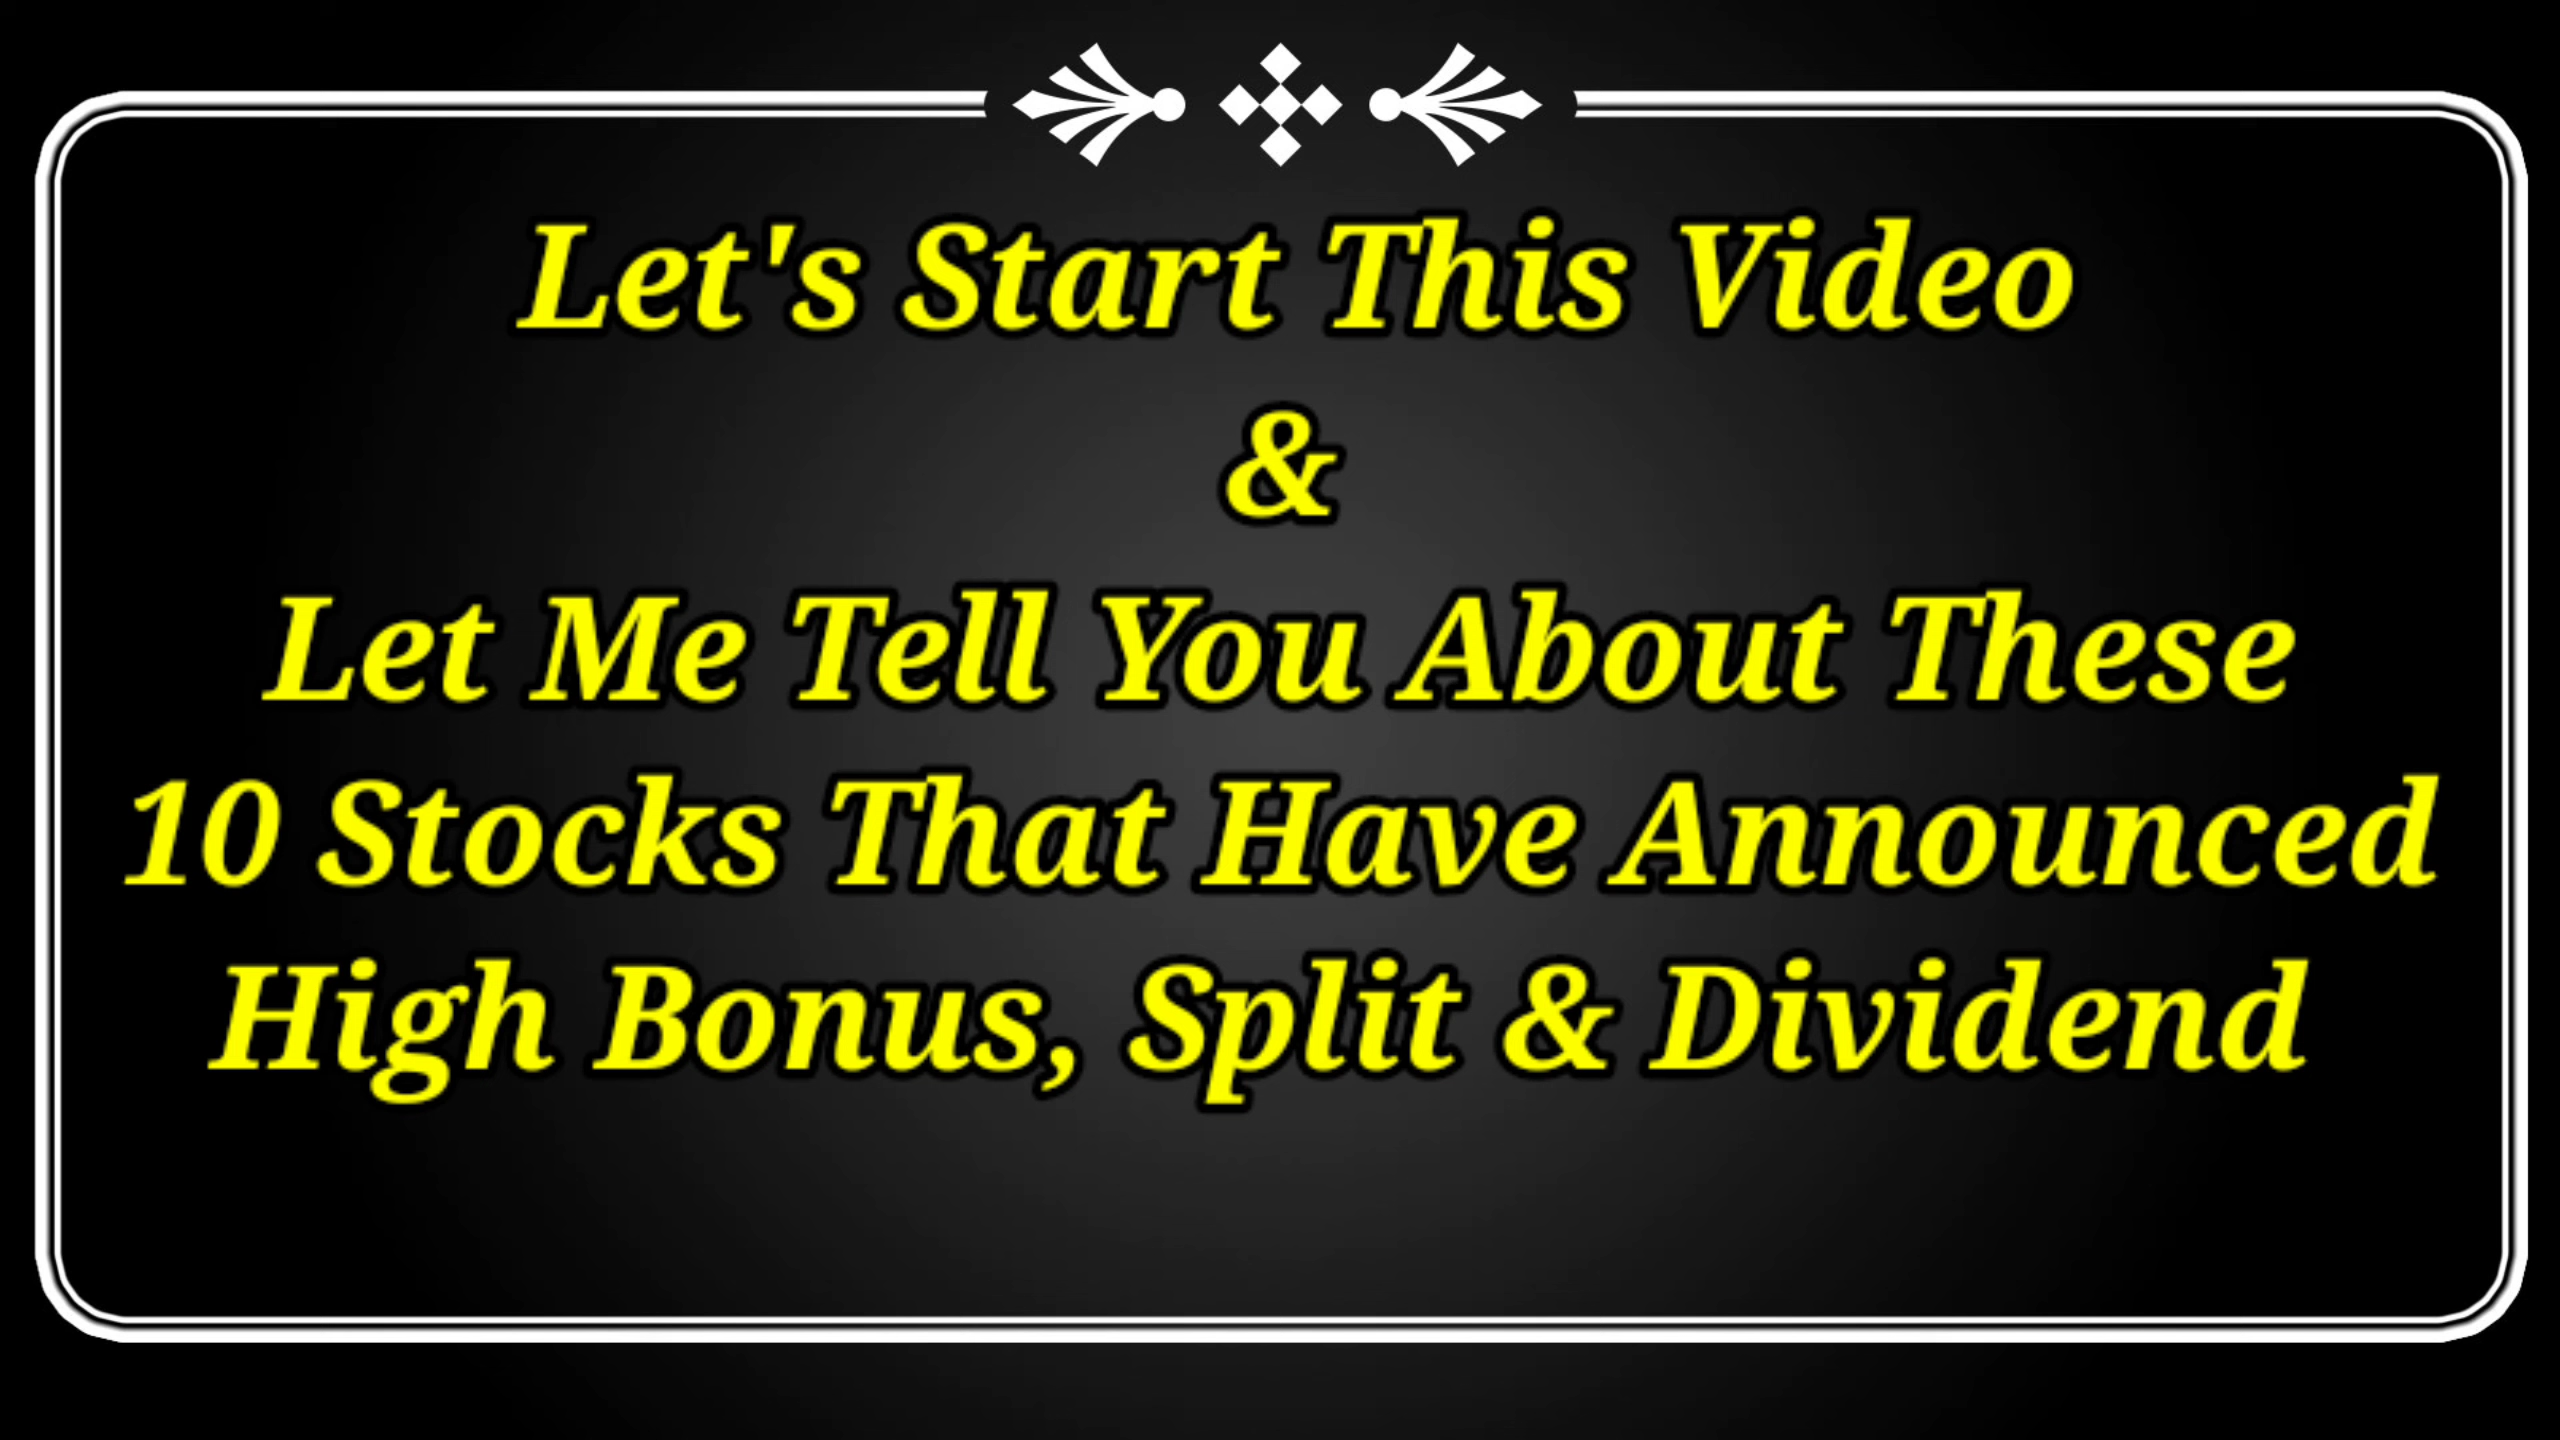 Let's Start This Video
&
Let Me Tell You About These
10 Stocks That Have Announced
High Bonus, Split & Dividend